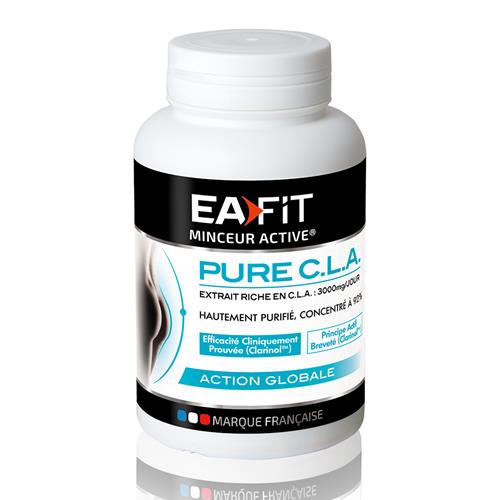 EAFIT
MINCEUR ACTIVE®
PURE C.L.A.
EXTRAIT RICHE EN C.L.A. : 3000mg/JOUR
HAUTEMENT PURIFIÉ, CONCENTRÉ À 92%
Efficacité Cliniquement
Prouvée (Clarinol™)
Principe Actif
Breveté (Clarinol™)
ACTION GLOBALE
MARQUE FRANÇAISE